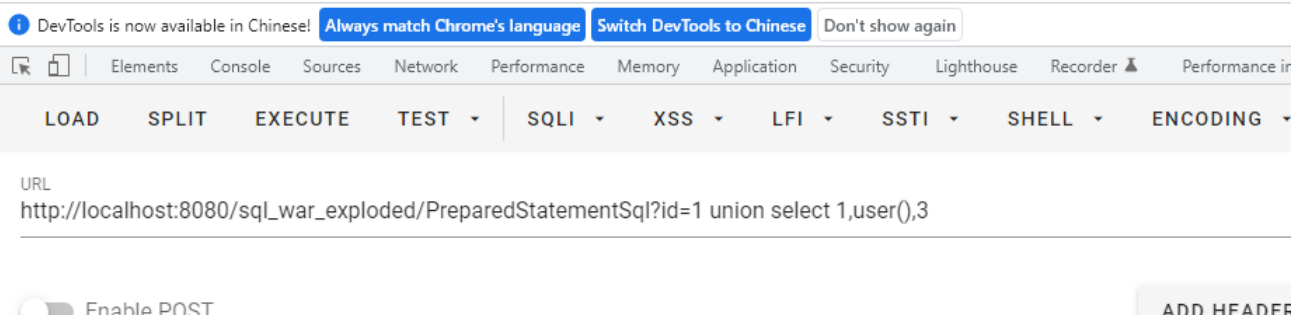 DevTools is now available in Chinese! Always match Chrome's language Switch DevTools to Chinese Don't show again
Elements Console Sources Network Performance Memory Application Security Lighthouse Recorder Performance in
LOAD SPLIT EXECUTE TEST SQLI XSS LFI SSTI SHELL ENCODING
URL
http://localhost:8080/sql_war_exploded/PreparedStatementSql?id=1 union select 1,user(),3
Enable POST ADD HEADER